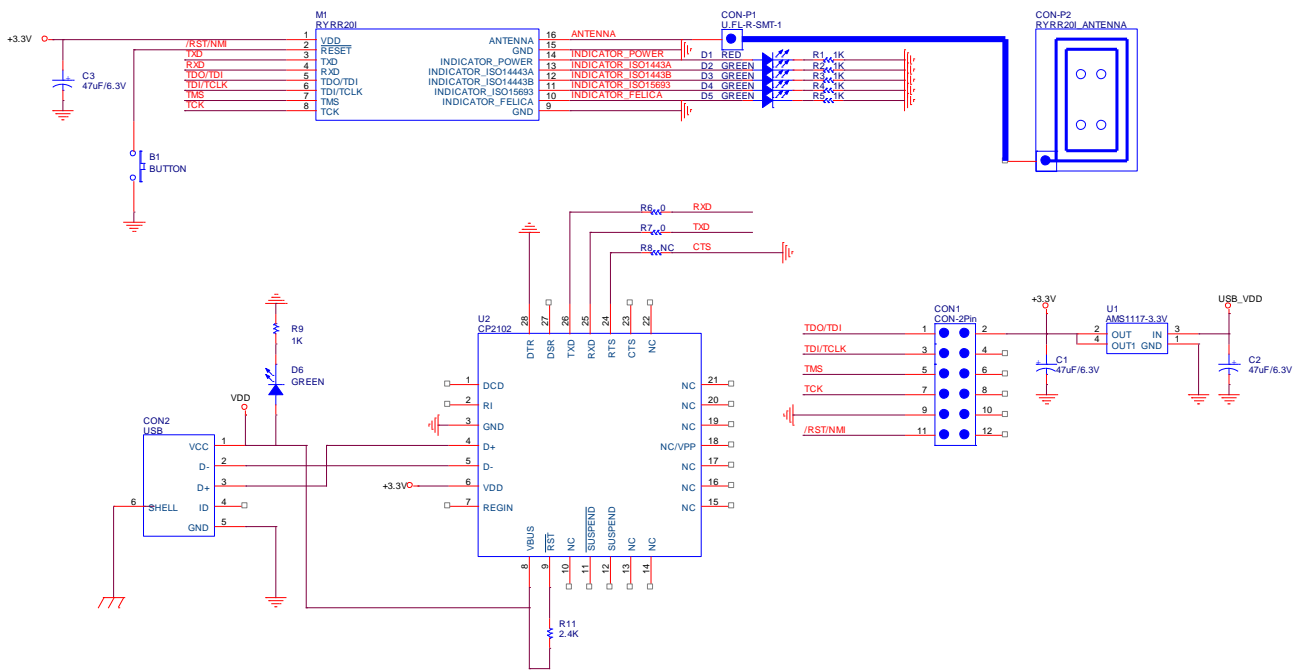 M1
RYRR20I
+3.3V
C3
47uF/6.3V
/RST/NMI
TXD
RXD
TDO/TDI
TDI/TCLK
TMS
TCK
1 VDD
2 RESET
3 TXD
4 RXD
5 TDO/TDI
6 TDI/TCLK
7 TMS
8 TCK
ANTENNA 16 ANTENNA
GND 15
INDICATOR_POWER 14 INDICATOR_POWER
INDICATOR_ISO14443A 13 INDICATOR_ISO1443A
INDICATOR_ISO14443B 12 INDICATOR_ISO1443B
INDICATOR_ISO15693 11 INDICATOR_ISO15693
INDICATOR_FELICA 10 INDICATOR_FELICA
GND 9
CON-P1
U.FL-R-SMT-1
D1 RED R1 1K
D2 GREEN R2 1K
D3 GREEN R3 1K
D4 GREEN R4 1K
D5 GREEN R5 1K
CON-P2
RYRR20I_ANTENNA
B1
BUTTON
R6 0 RXD
R7 0 TXD
R8 NC CTS
U2
CP2102
28 27 26 25 24 23 22
DTR DSR TXD RXD RTS CTS NC
1 DCD
2 RI
3 GND
4 D+
5 D-
6 VDD
7 REGIN
+3.3V
NC 21
NC 20
NC 19
NC/VPP 18
NC 17
NC 16
NC 15
VBUS RST NC SUSPEND SUSPEND NC NC
8 9 10 11 12 13 14
R11
2.4K
R9
1K
D6
GREEN
VDD
CON2
USB
VCC 1
D- 2
D+ 3
ID 4
GND 5
6 SHELL
CON1
CON-2Pin
TDO/TDI 1 2
TDI/TCLK 3 4
TMS 5 6
TCK 7 8
9 10
/RST/NMI 11 12
+3.3V
C1
47uF/6.3V
U1
AMS1117-3.3V
2 OUT IN 3
4 OUT1 GND 1
USB_VDD
C2
47uF/6.3V